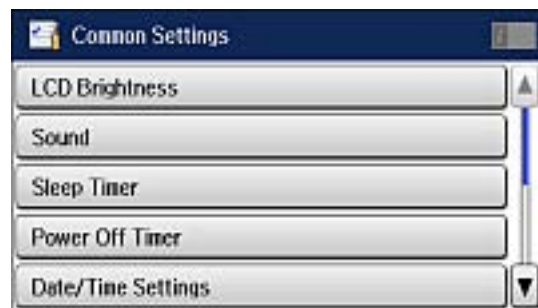 Common Settings
LCD Brightness
Sound
Sleep Timer
Power Off Timer
Date/Time Settings